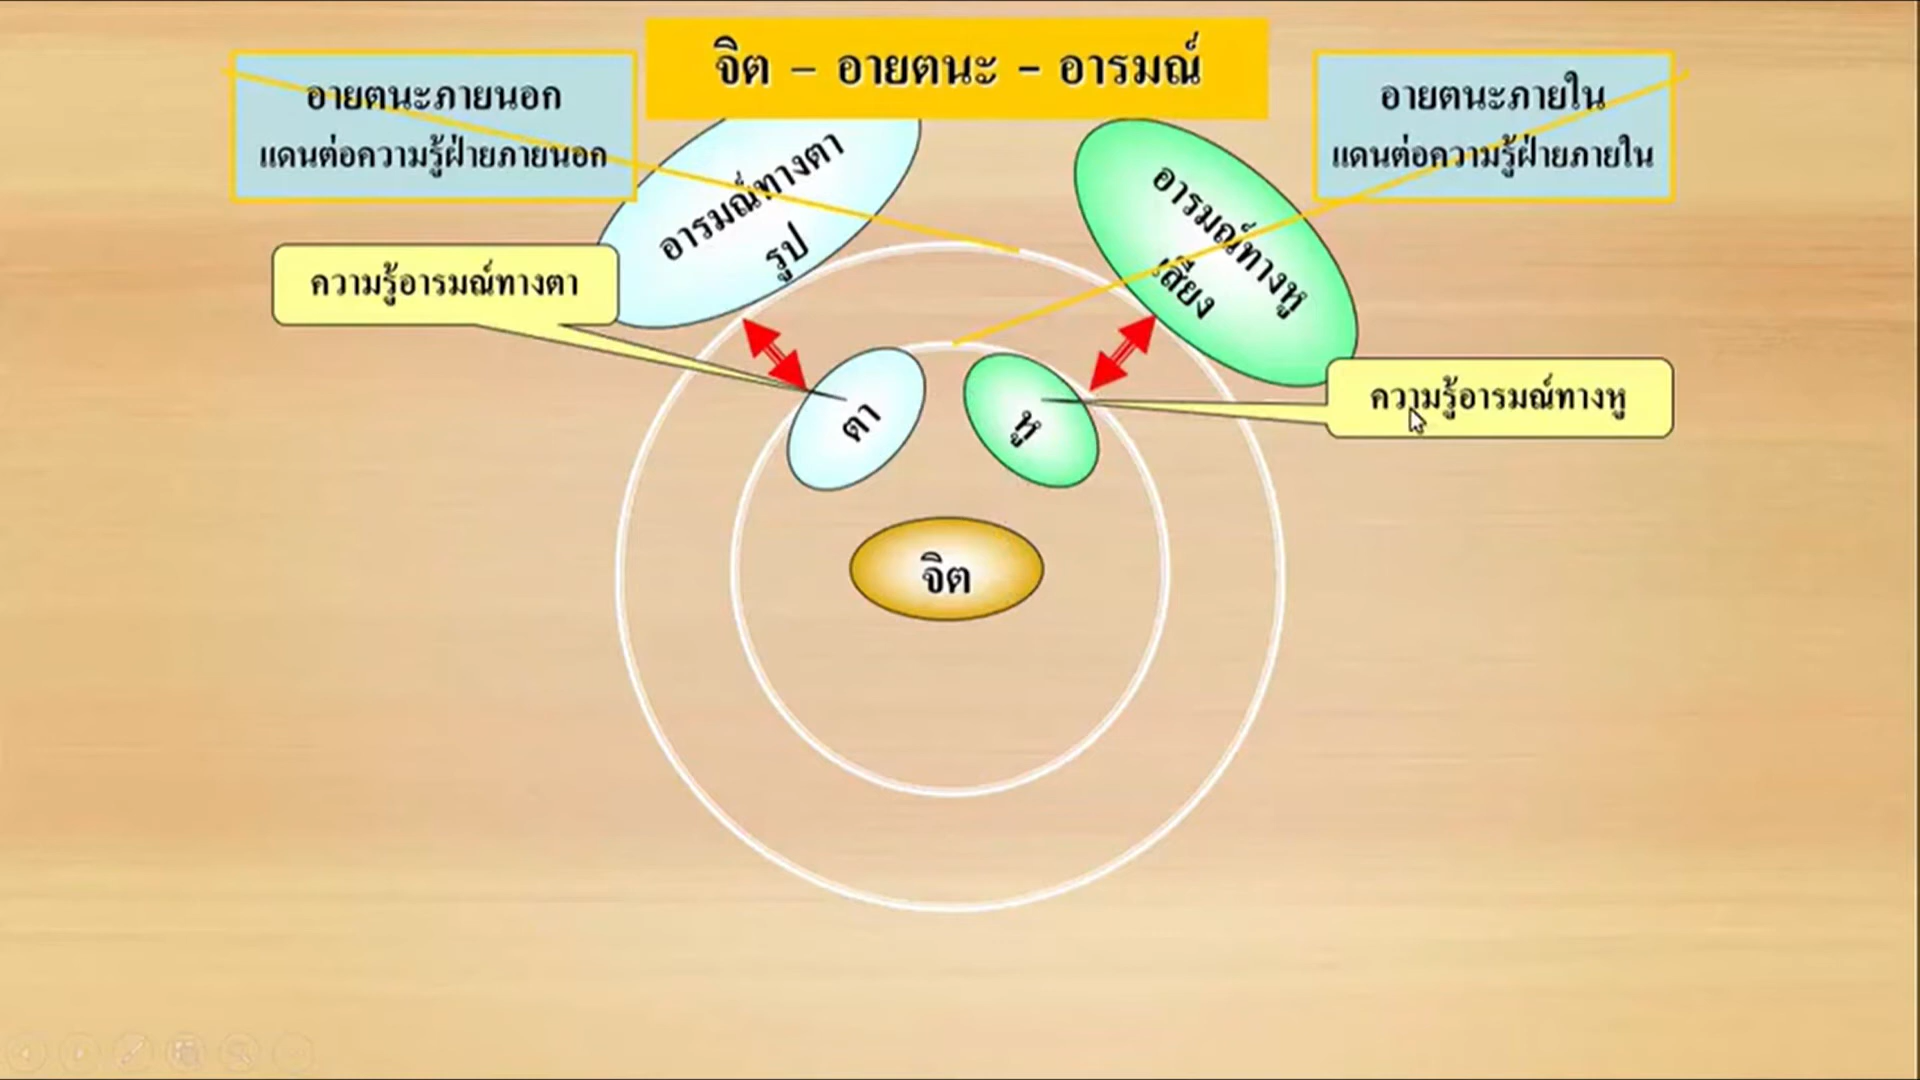 จิต – อายตนะ - อารมณ์
อายตนะภายนอก
แดนต่อความรู้ฝ่ายภายนอก
อายตนะภายใน
แดนต่อความรู้ฝ่ายภายใน
อารมณ์ทางตา
รูป
อารมณ์ทางหู
เสียง
ความรู้อารมณ์ทางตา
ความรู้อารมณ์ทางหู
ตา
หู
จิต